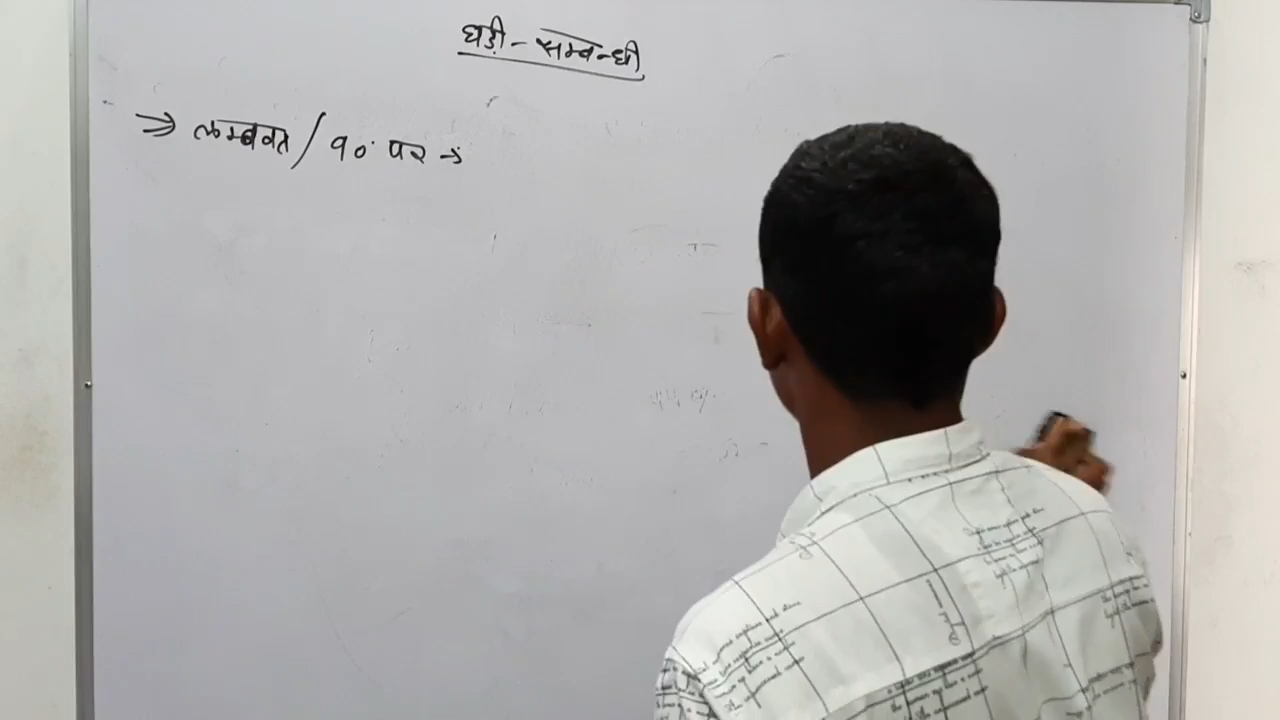 घड़ी - सम्बन्धी
⇒ लम्बवत / 90° पर →